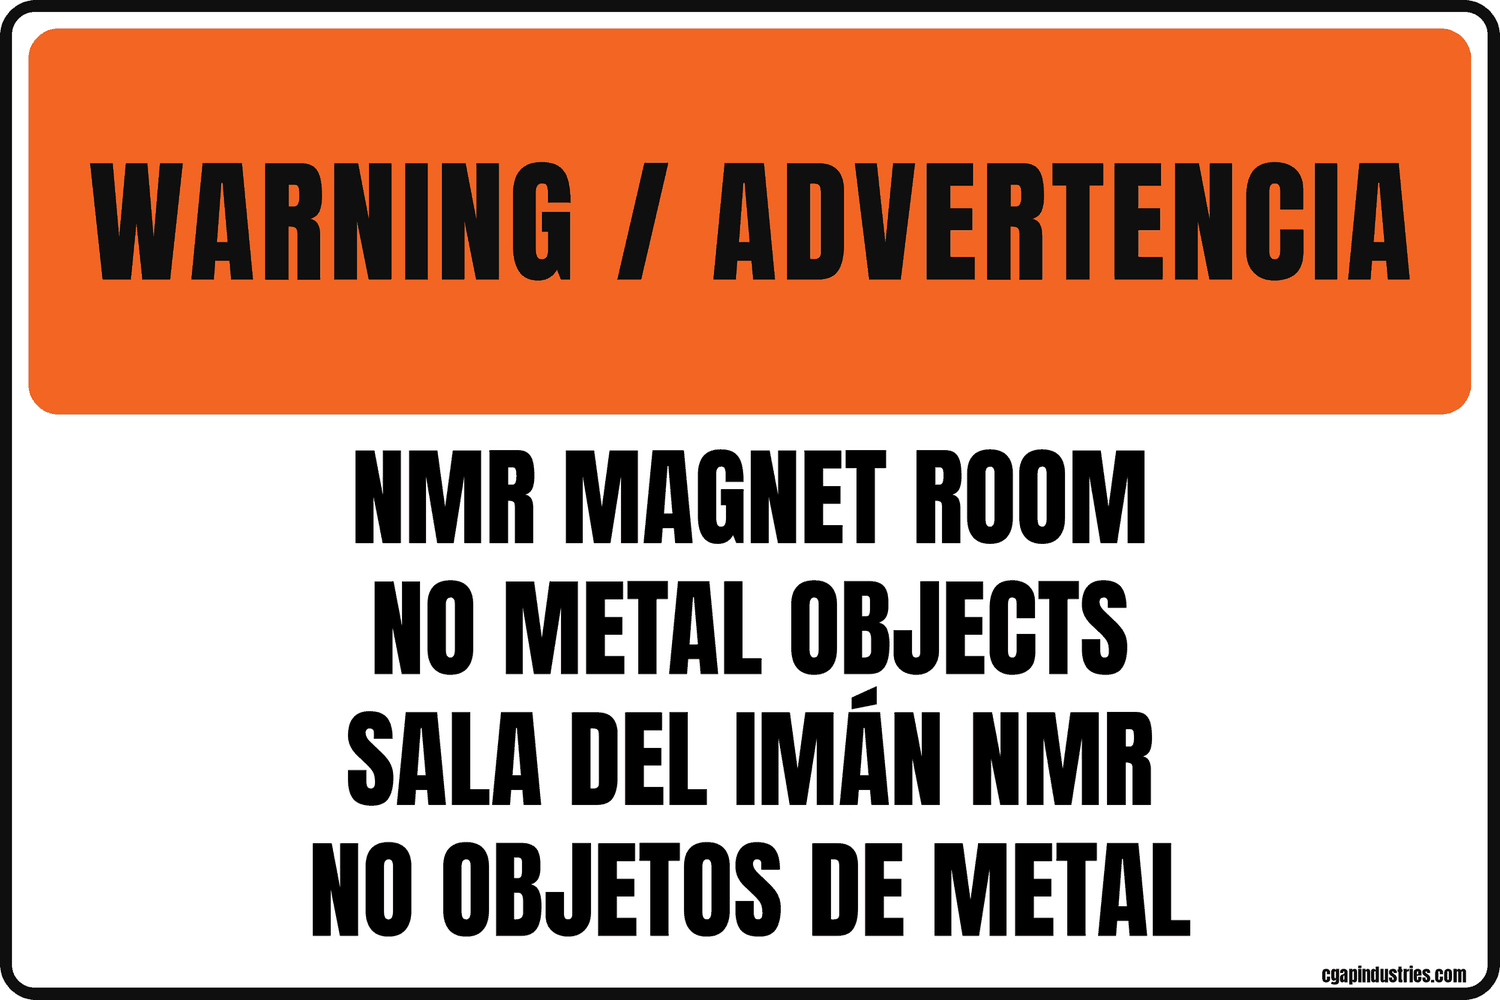 WARNING / ADVERTENCIA
NMR MAGNET ROOM
NO METAL OBJECTS
SALA DEL IMÁN NMR
NO OBJETOS DE METAL
cgapindustries.com